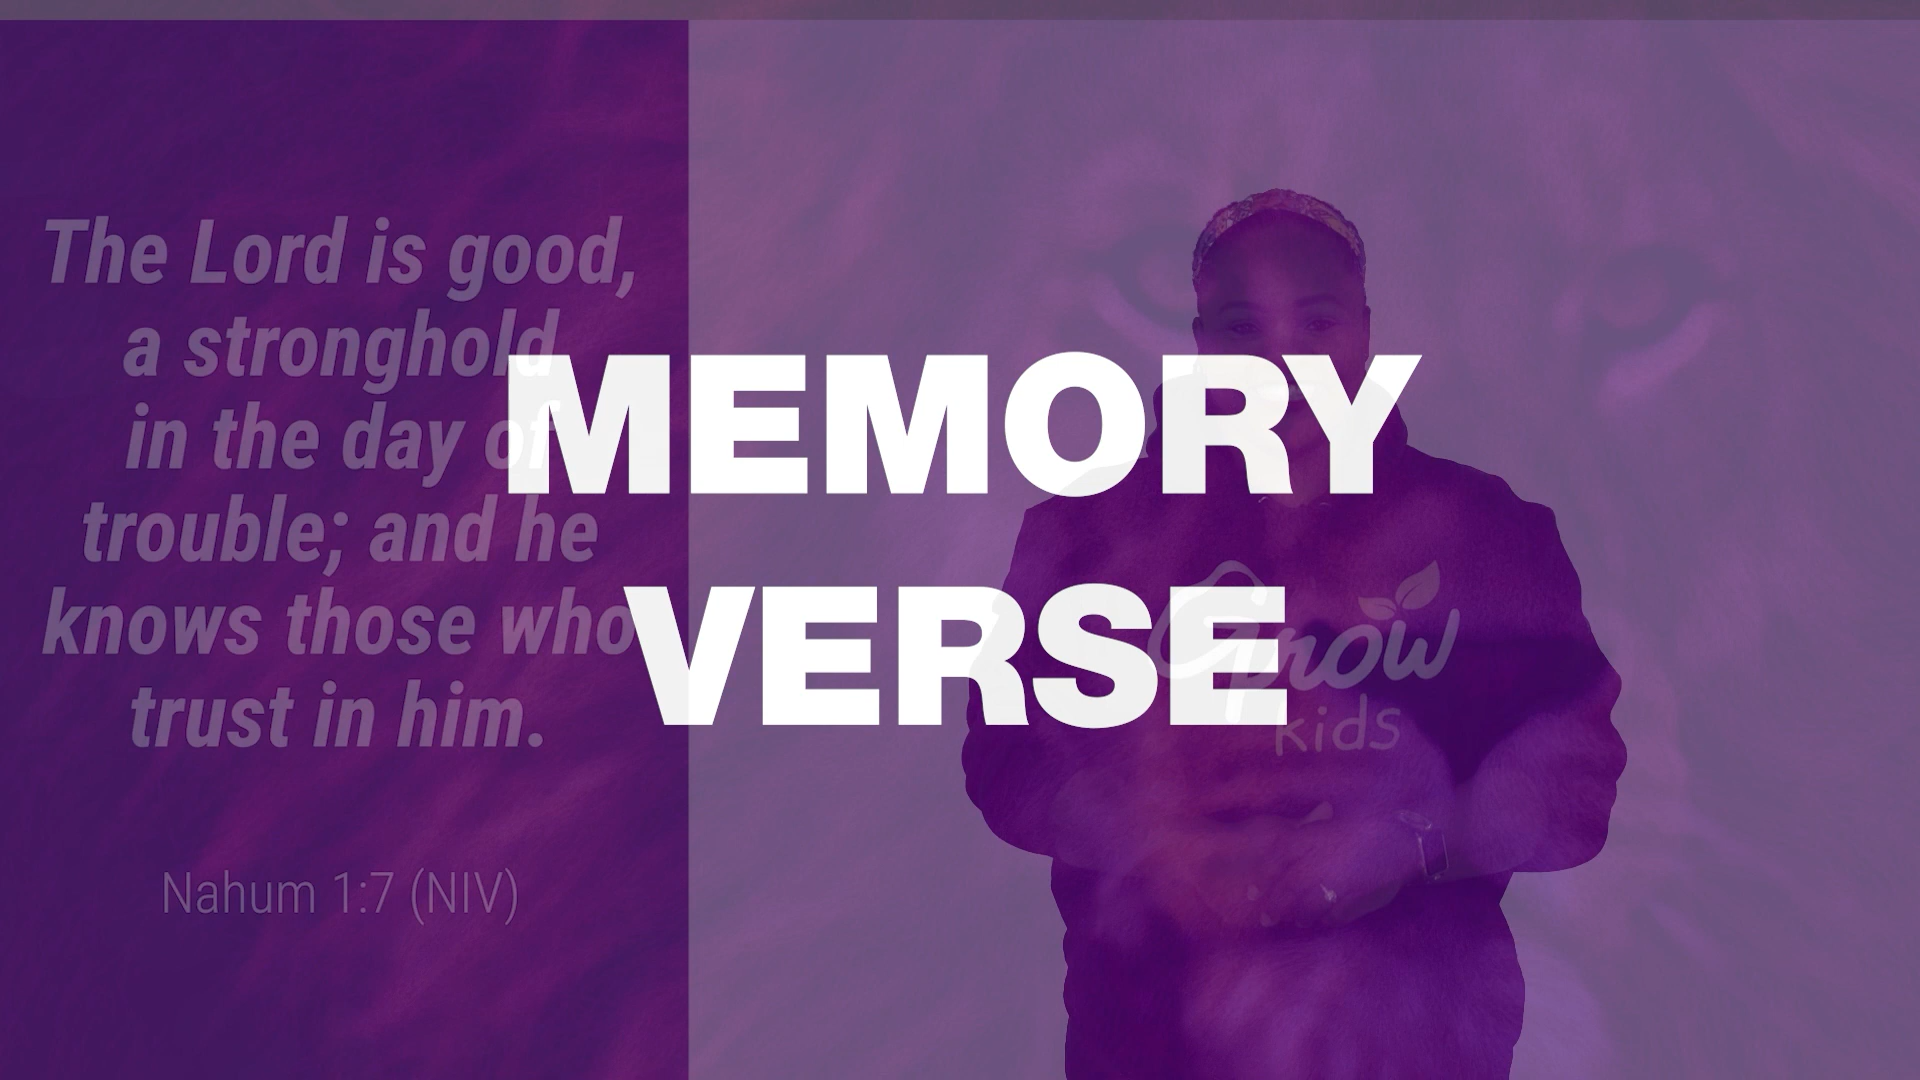 The Lord is good,
a stronghold
in the day of
trouble; and he
knows those who
trust in him.
Nahum 1:7 (NIV)
MEMORY
VERSE
Grow
kids